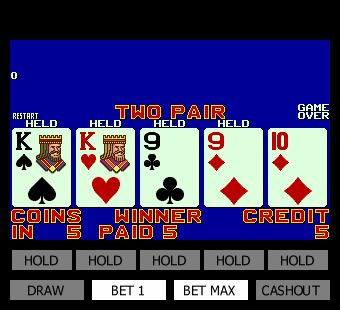 0
RESTART
TWO PAIR
GAME OVER
HELD HELD HELD HELD
K K 9 9 10
COINS IN 5
WINNER PAID 5
CREDIT 5
HOLD HOLD HOLD HOLD HOLD
DRAW BET 1 BET MAX CASHOUT